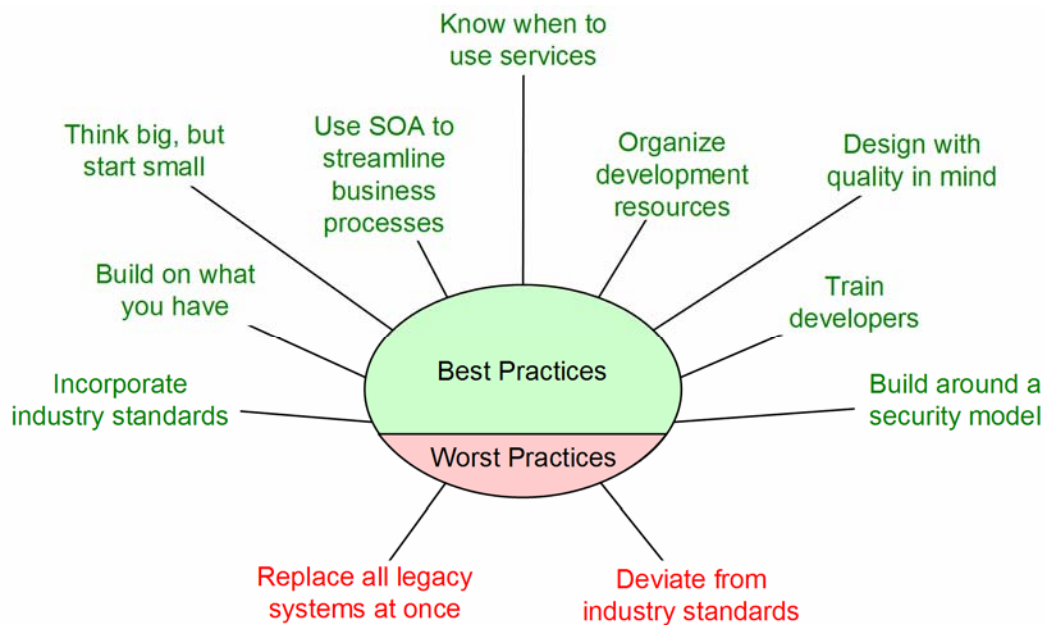 Know when to
use services
Think big, but
start small
Use SOA to
streamline
business
processes
Organize
development
resources
Design with
quality in mind
Build on what
you have
Train
developers
Incorporate
industry standards
Best Practices
Build around a
security model
Worst Practices
Replace all legacy
systems at once
Deviate from
industry standards